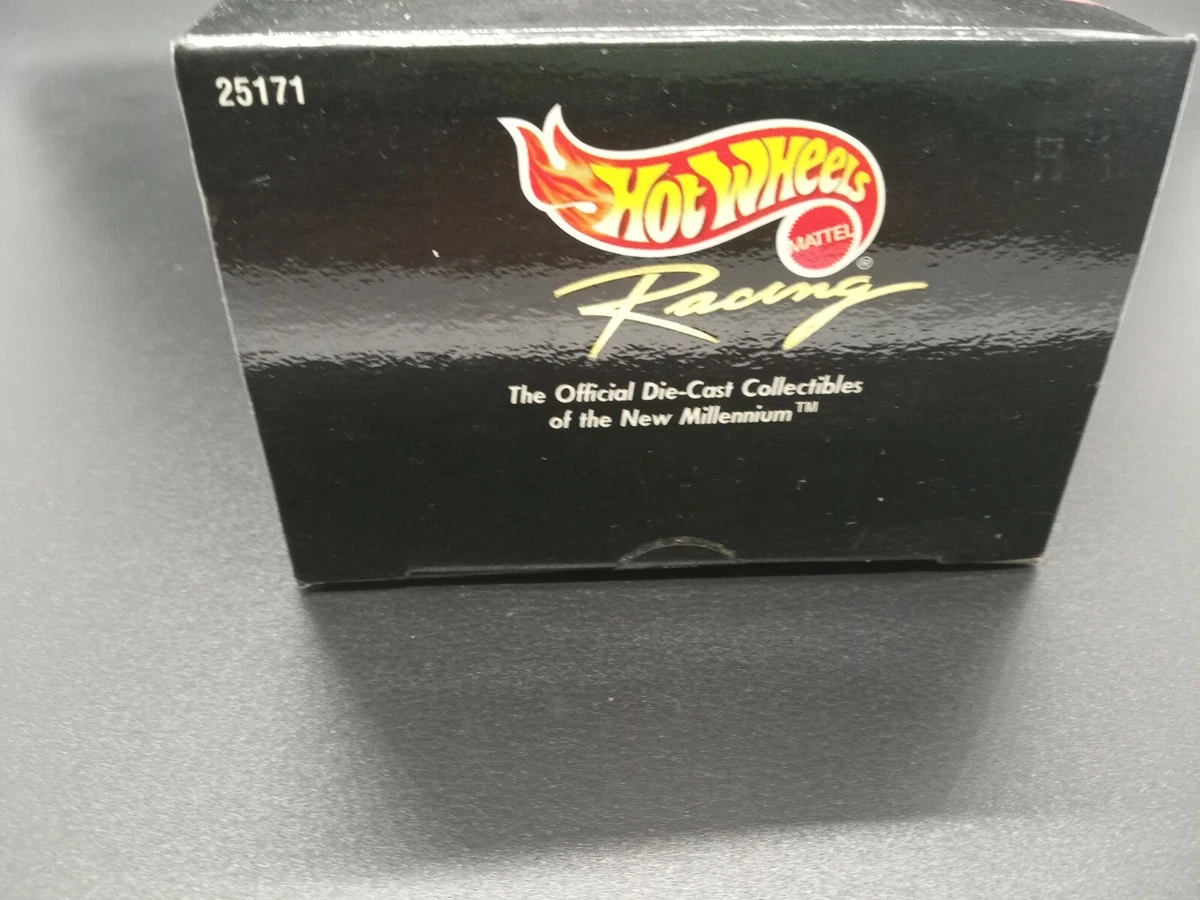 25171
Hot Wheels
MATTEL
®
Racing
The Official Die-Cast Collectibles
of the New Millennium™